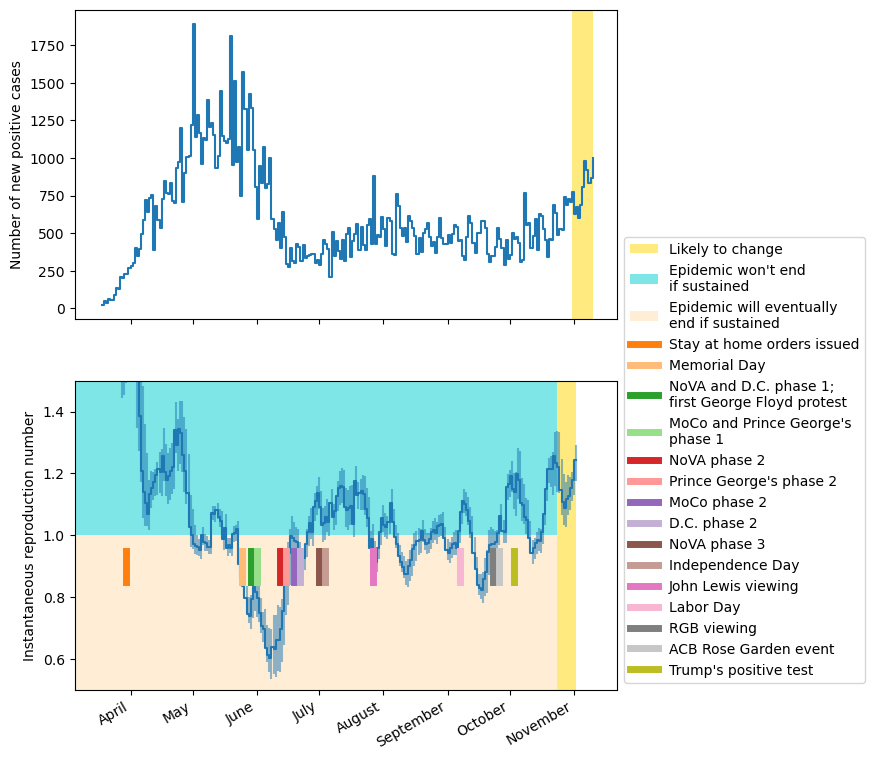 Number of new positive cases
1750
1500
1250
1000
750
500
250
0
Instantaneous reproduction number
1.4
1.2
1.0
0.8
0.6
April
May
June
July
August
September
October
November
Likely to change
Epidemic won't end
if sustained
Epidemic will eventually
end if sustained
Stay at home orders issued
Memorial Day
NoVA and D.C. phase 1;
first George Floyd protest
MoCo and Prince George's
phase 1
NoVA phase 2
Prince George's phase 2
MoCo phase 2
D.C. phase 2
NoVA phase 3
Independence Day
John Lewis viewing
Labor Day
RGB viewing
ACB Rose Garden event
Trump's positive test